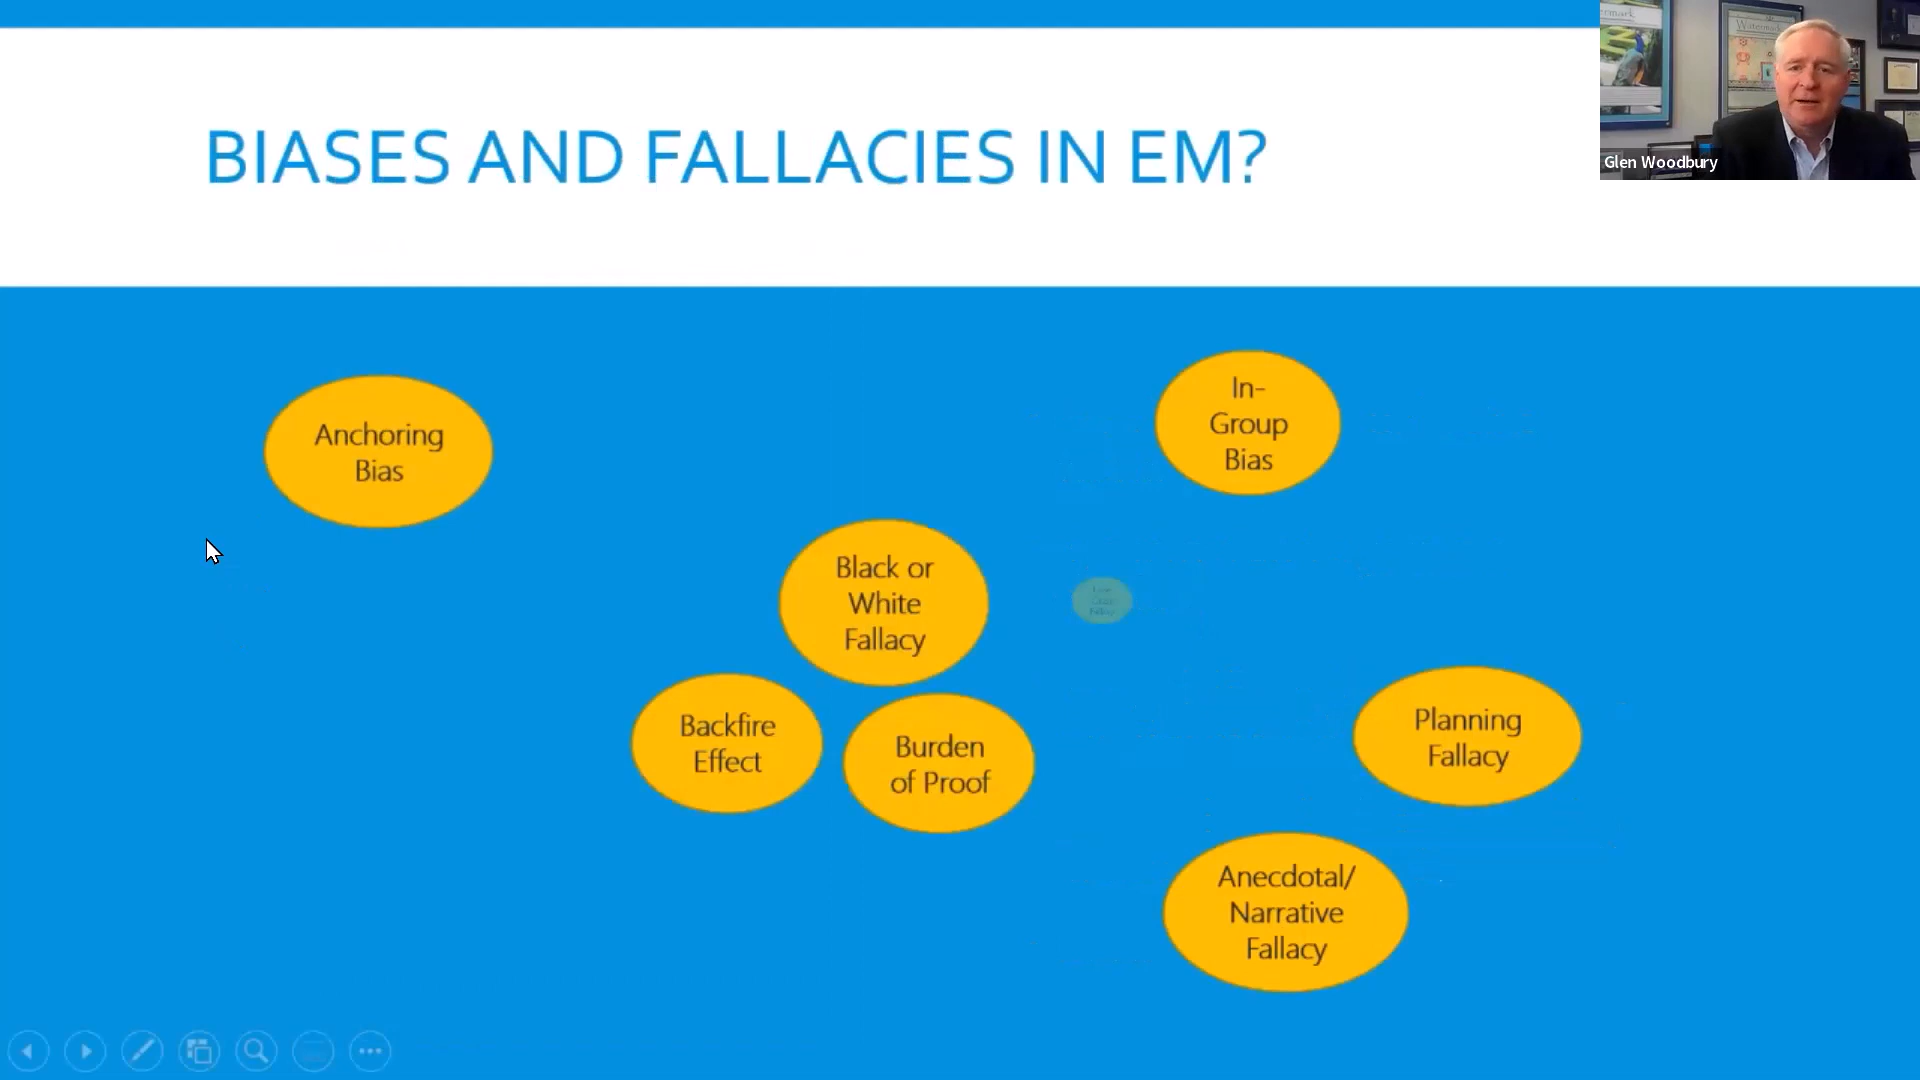 BIASES AND FALLACIES IN EM?
Watermark
Glen Woodbury
Anchoring
Bias
In-
Group
Bias
Black or
White
Fallacy
Backfire
Effect
Burden
of Proof
Planning
Fallacy
Anecdotal/
Narrative
Fallacy